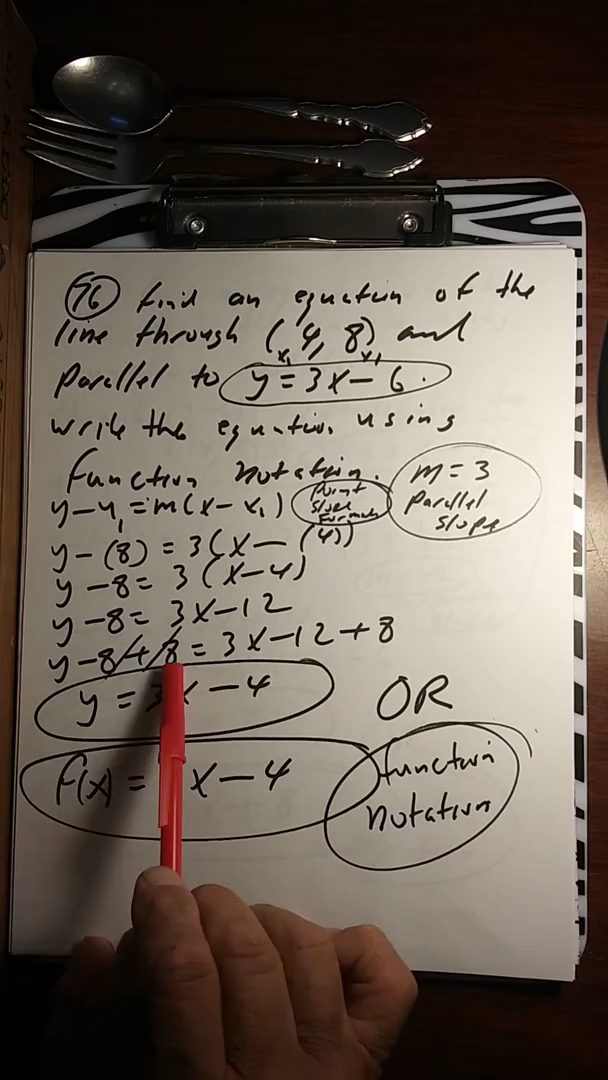 76 Find an equation of the
line through (4, 8) and
x₁ x₁
Parallel to y = 3x - 6.
write the equation using
function notation.
m = 3
Parallel
slope
y - y₁ = m(x - x₁)
Point
slope
formula
y - (8) = 3(x - (4))
y - 8 = 3(x - 4)
y - 8 = 3x - 12
y - 8 + 8 = 3x - 12 + 8
y = 3x - 4
OR
f(x) = x - 4
function
notation